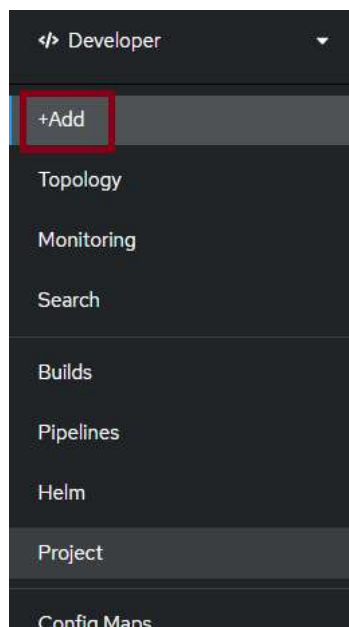 </> Developer
+Add
Topology
Monitoring
Search
Builds
Pipelines
Helm
Project
Config Maps